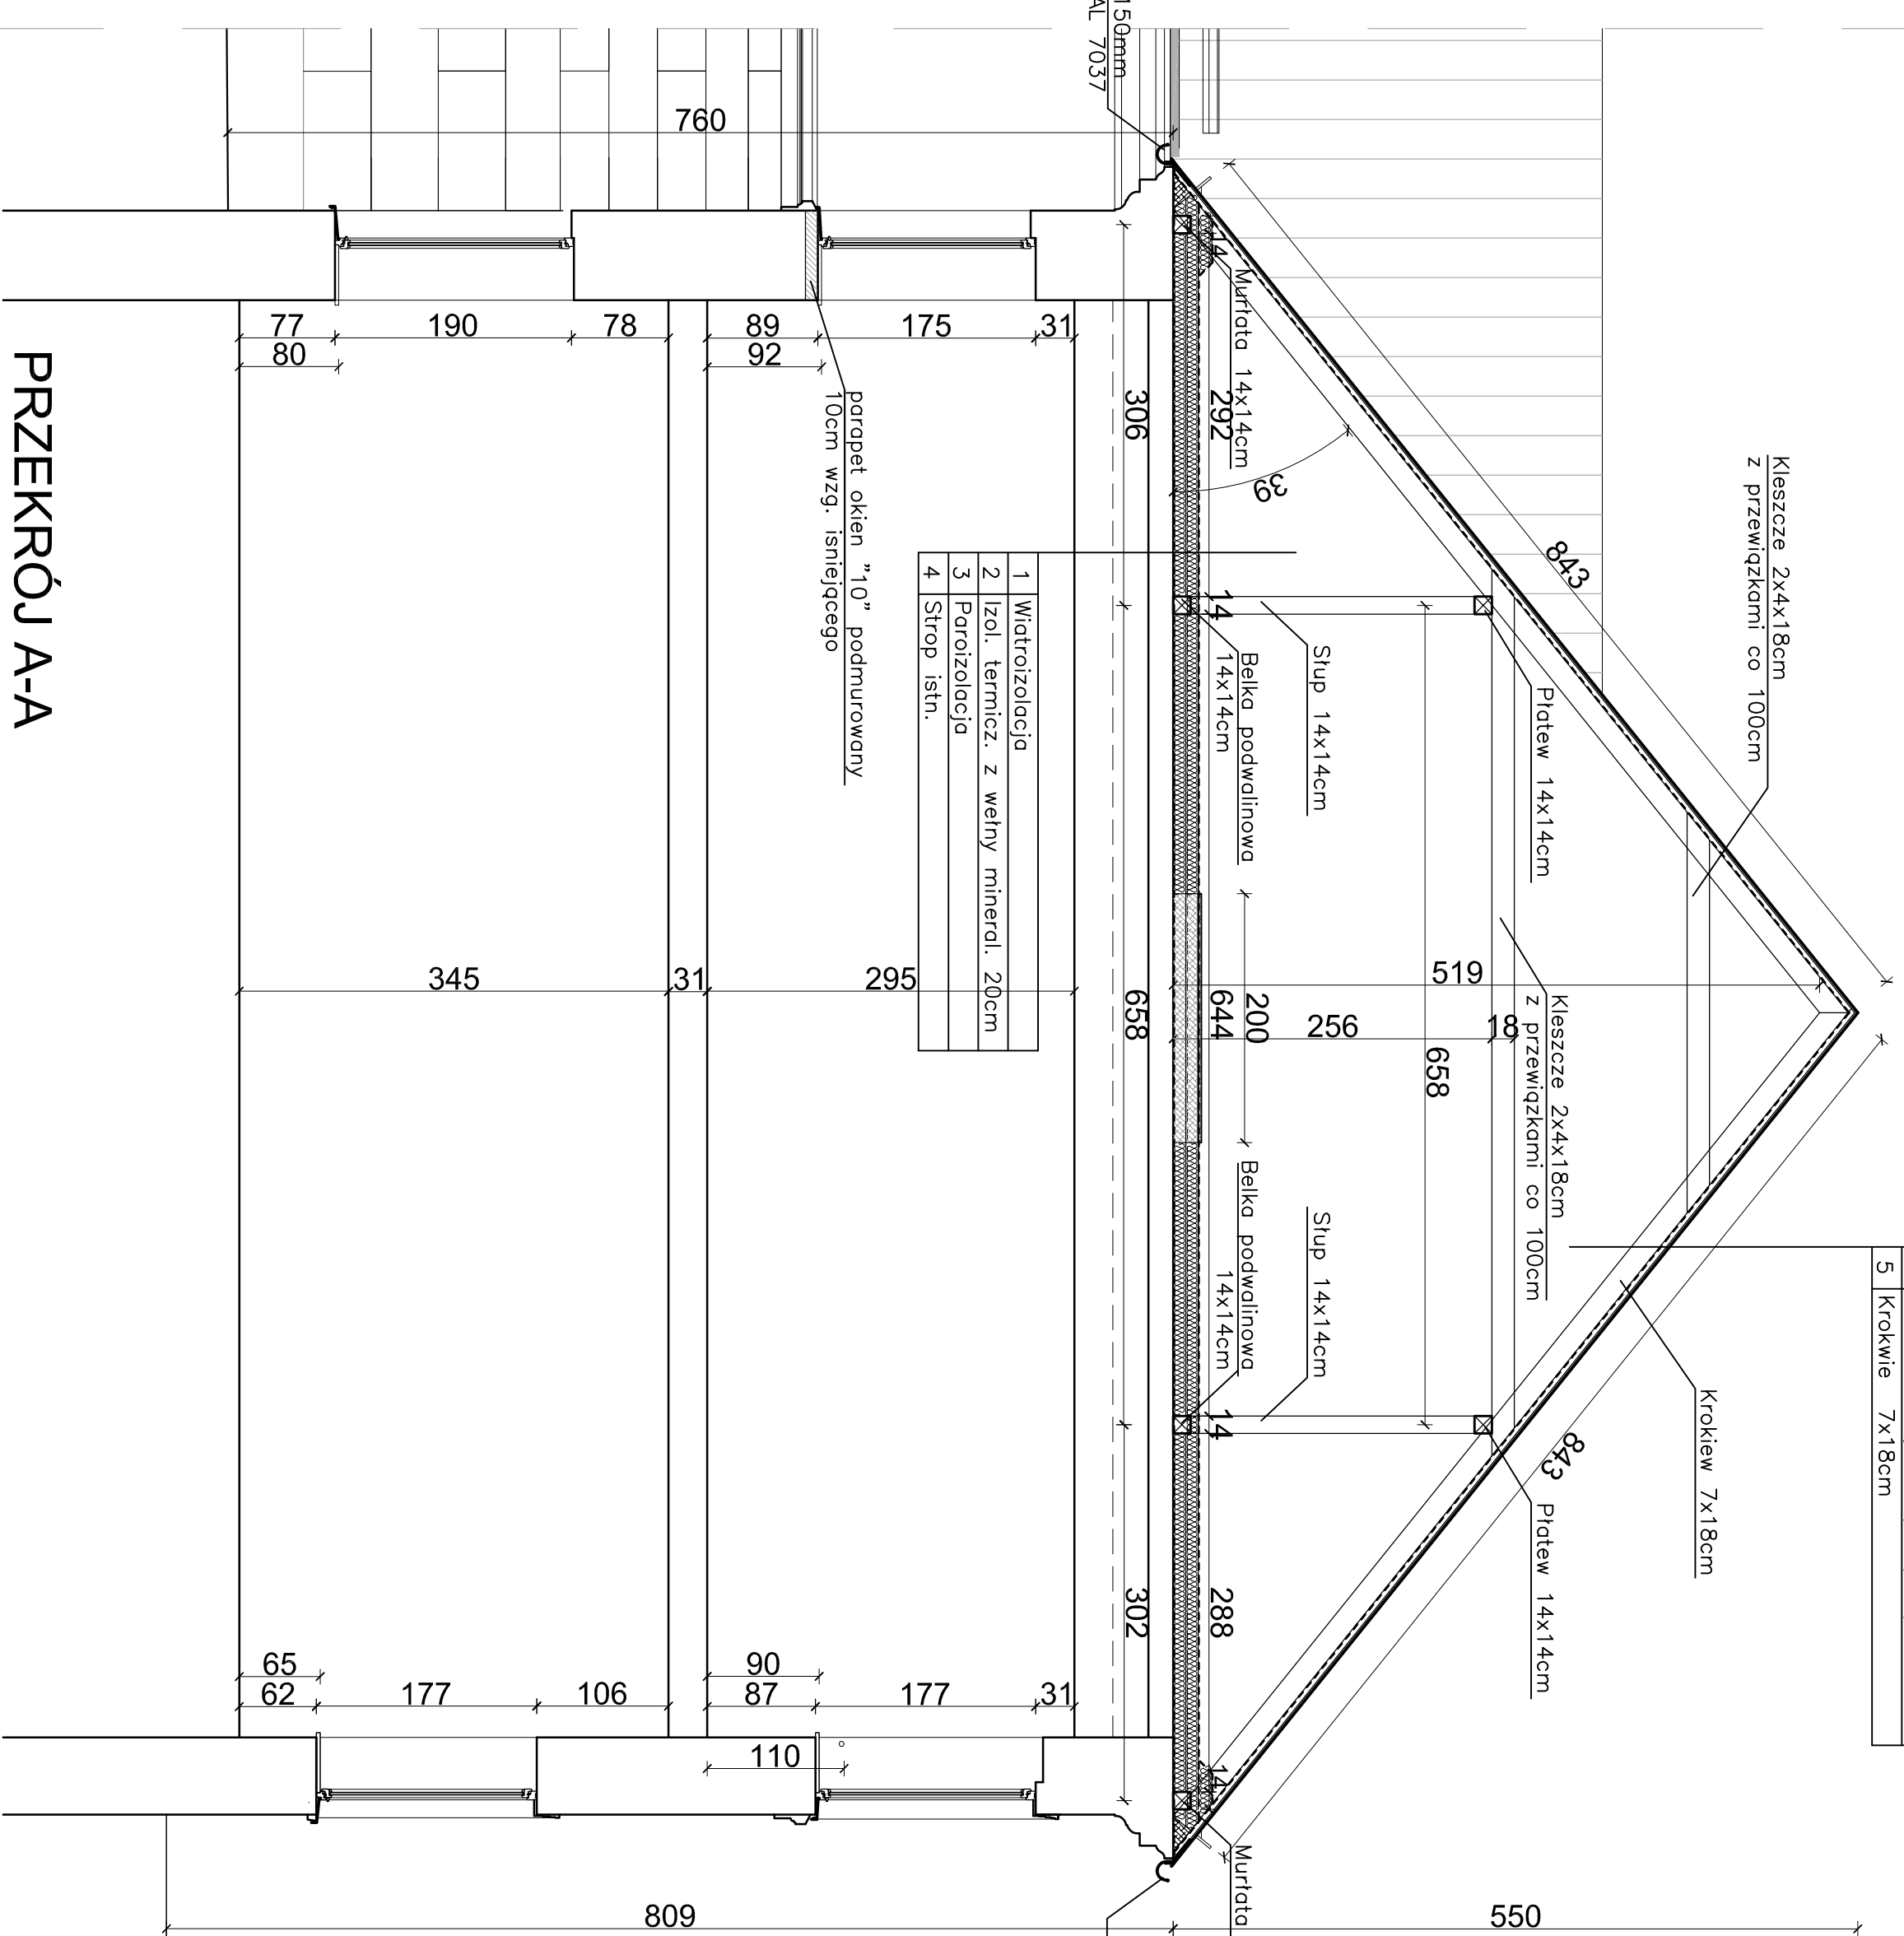 150mm
AL 7037
760
PRZEKRÓJ A-A
77
190
78
89
175
31
80
92
parapet okien "10" podmurowany
10cm wzg. isniejącego
306
292
14
Murłata 14x14cm
39
843
Kleszcze 2x4x18cm
z przewiązkami co 100cm
1 Wiatroizolacja
2 Izol. termicz. z wełny mineral. 20cm
3 Paroizolacja
4 Strop istn.
14
Belka podwalinowa
14x14cm
Słup 14x14cm
Płatew 14x14cm
345
31
295
658
644
200
256
18
519
658
Kleszcze 2x4x18cm
z przewiązkami co 100cm
Belka podwalinowa
14x14cm
Słup 14x14cm
14
5 Krokwie 7x18cm
Krokiew 7x18cm
843
Płatew 14x14cm
302
288
14
65
62
177
106
90
87
177
31
110
Murłata
809
550